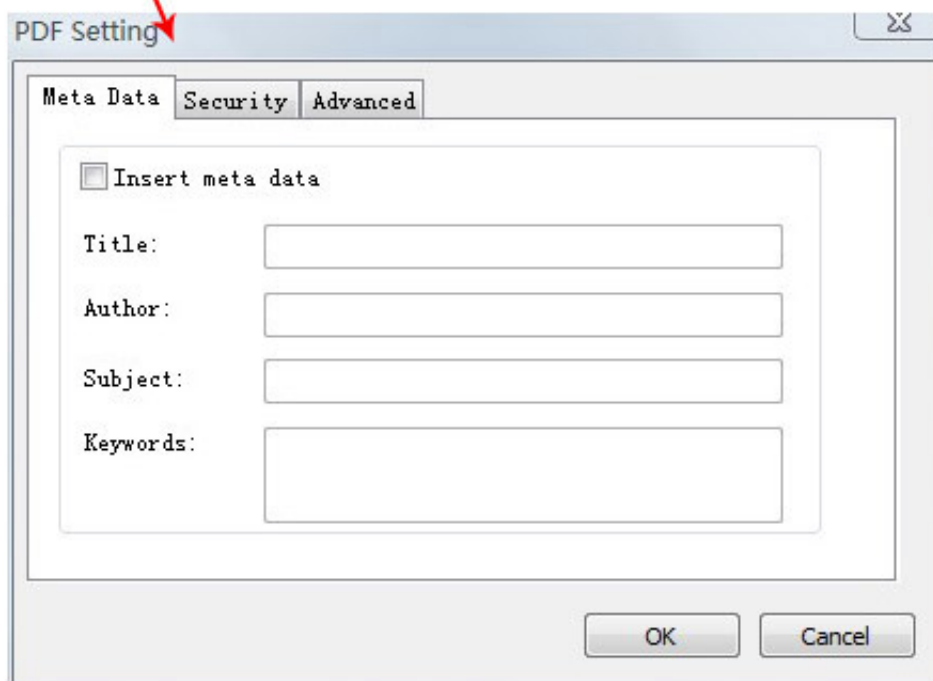 PDF Setting
Meta Data Security Advanced
Insert meta data
Title:
Author:
Subject:
Keywords:
OK Cancel